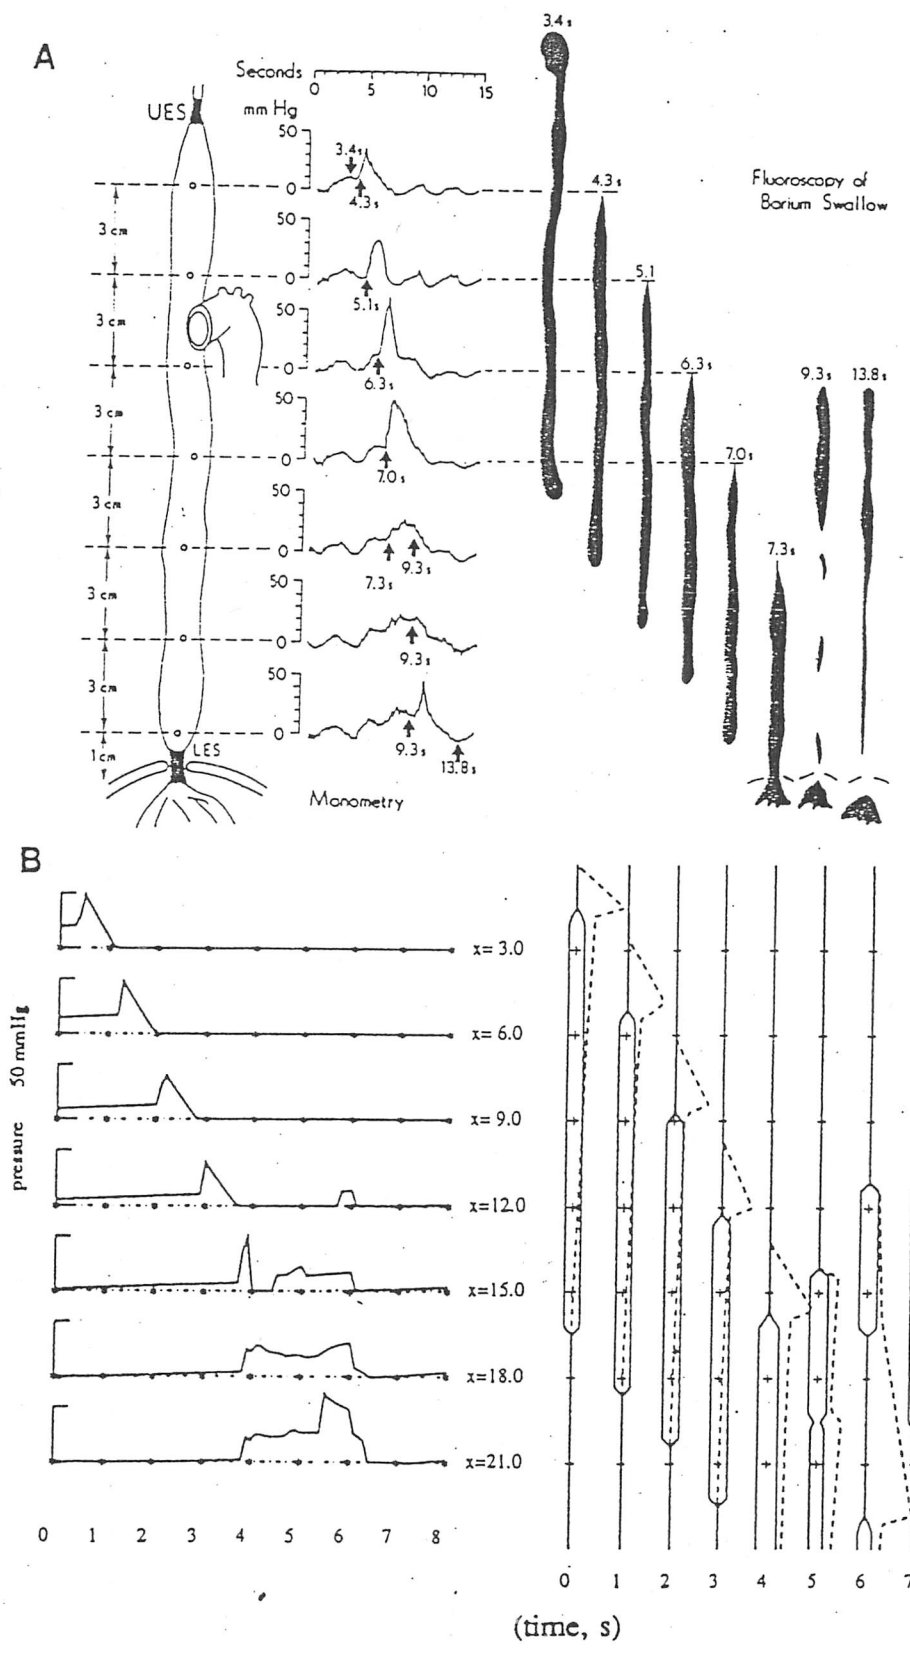 A
Seconds
0 5 10 15
mm Hg
UES
50
0
3.4s
4.3s
50
0
5.1s
50
0
6.3s
50
0
7.0s
50
0
7.3s
9.3s
50
0
9.3s
50
0
9.3s
13.8s
3 cm
3 cm
3 cm
3 cm
3 cm
3 cm
1 cm
LES
Manometry
3.4s
4.3s
5.1
6.3s
7.0s
7.3s
9.3s
13.8s
Fluoroscopy of
Barium Swallow
B
pressure 50 mmHg
x= 3.0
x=6.0
x=9.0
x=12.0
x=15.0
x=18.0
x=21.0
0 1 2 3 4 5 6 7 8
0 1 2 3 4 5 6 7
(time, s)